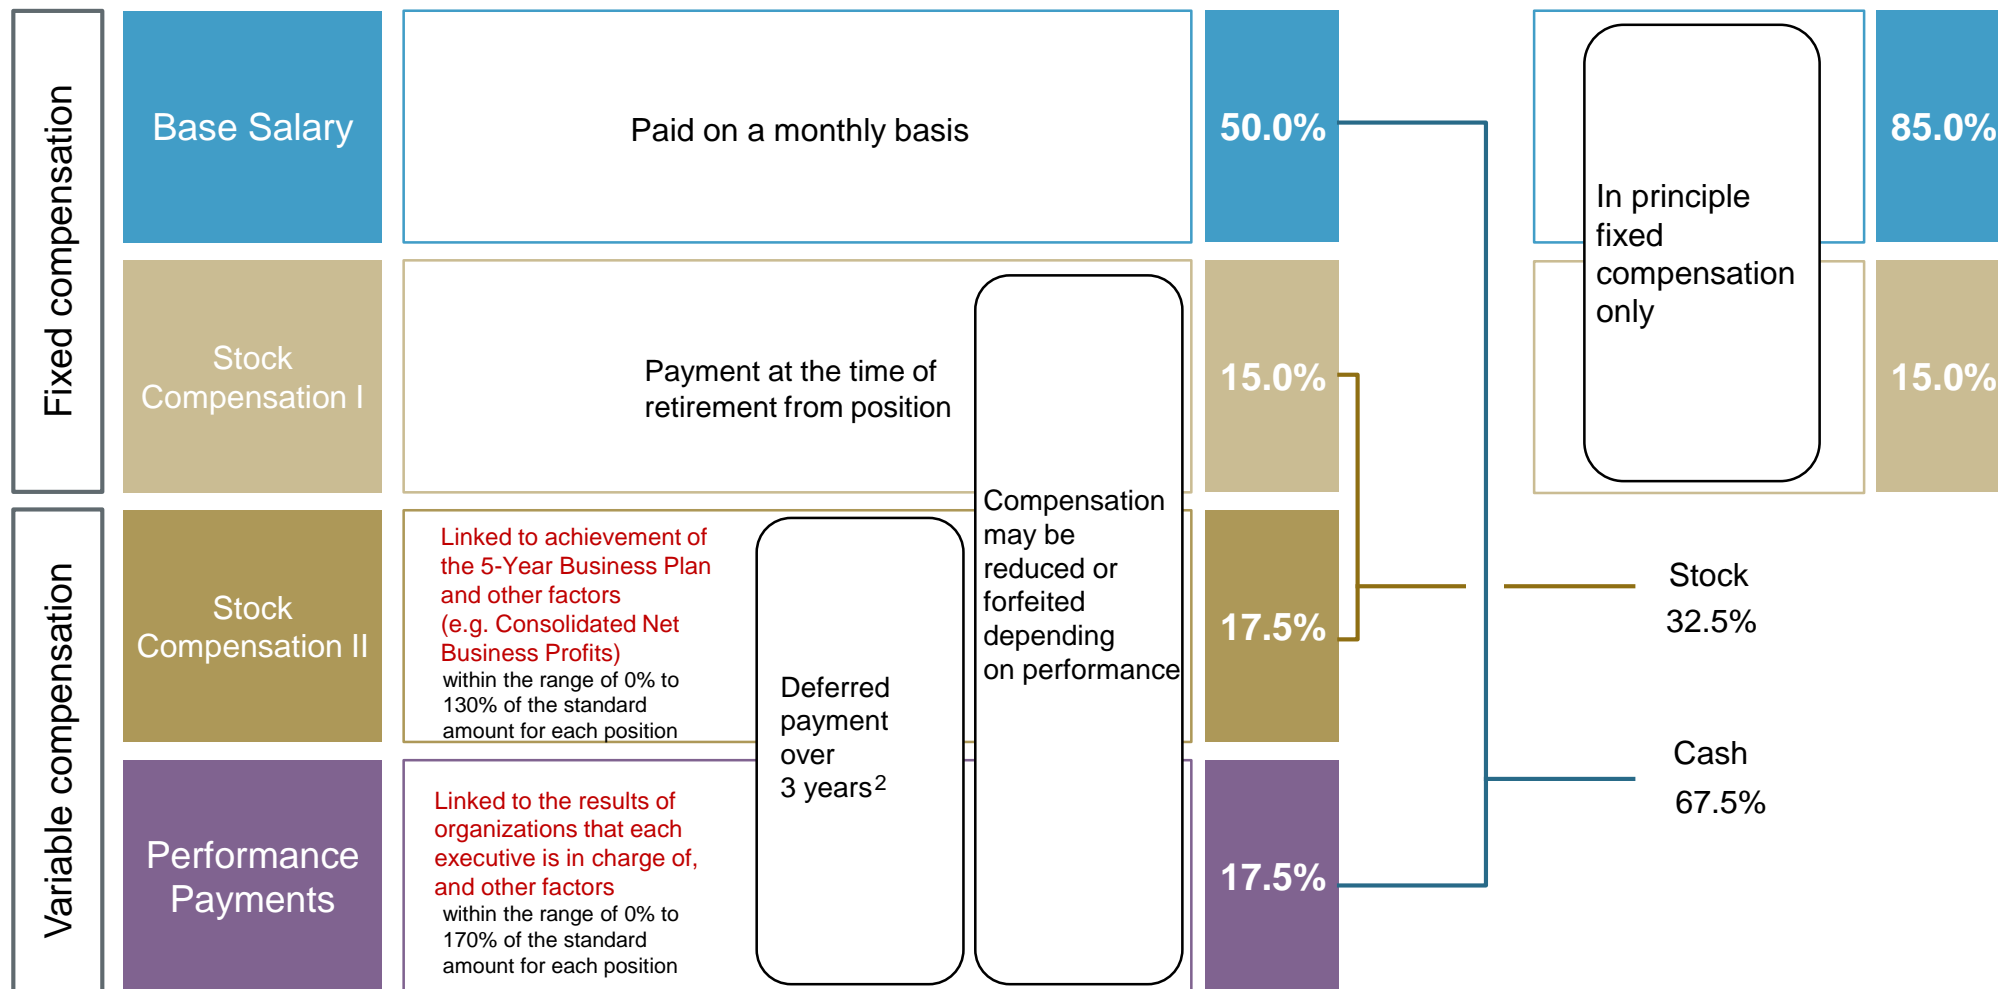 Fixed compensation
Base Salary
Paid on a monthly basis
50.0%
85.0%
In principle
fixed
compensation
only
Stock
Compensation I
Payment at the time of
retirement from position
15.0%
15.0%
Variable compensation
Stock
Compensation II
Linked to achievement of
the 5-Year Business Plan
and other factors
(e.g. Consolidated Net
Business Profits)
within the range of 0% to
130% of the standard
amount for each position
Deferred
payment
over
3 years2
Compensation
may be
reduced or
forfeited
depending
on performance
17.5%
Stock
32.5%
Performance
Payments
Linked to the results of
organizations that each
executive is in charge of,
and other factors
within the range of 0% to
170% of the standard
amount for each position
17.5%
Cash
67.5%